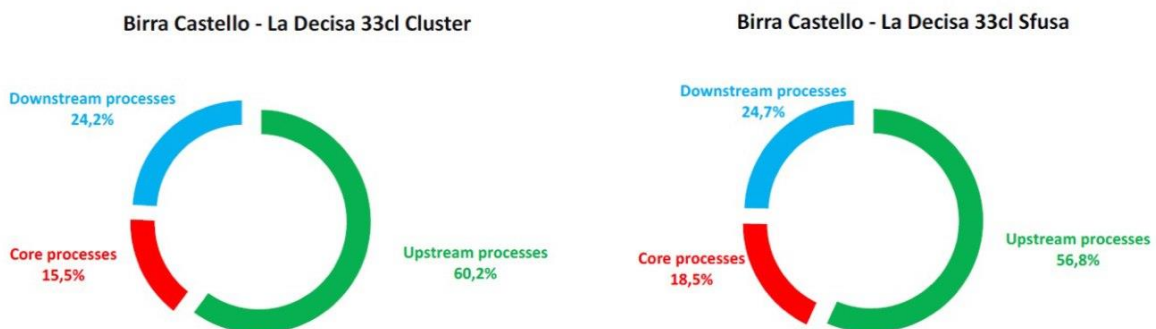 Birra Castello - La Decisa 33cl Cluster
Downstream processes
24,2%
Core processes
15,5%
Upstream processes
60,2%
Birra Castello - La Decisa 33cl Sfusa
Downstream processes
24,7%
Core processes
18,5%
Upstream processes
56,8%